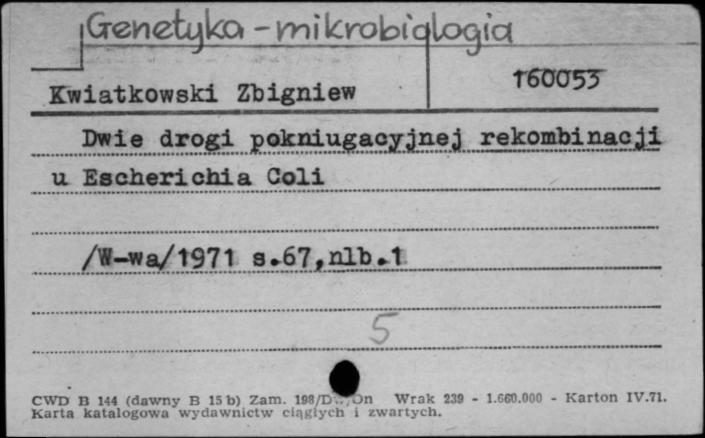 Genetyka - mikrobiologia
160053
Kwiatkowski Zbigniew
Dwie drogi pokniugacyjnej rekombinacji
u Escherichia Coli
/W-wa/1971 s.67,nlb.1
5
CWD B 144 (dawny B 15 b) Zam. 198/D On Wrak 239 - 1.660.000 - Karton IV.71.
Karta katalogowa wydawnictw ciągłych i zwartych.